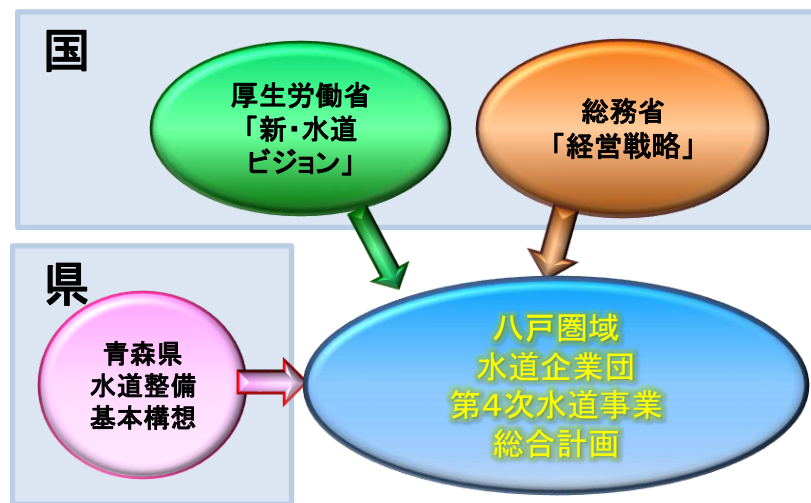 国
厚生労働省
「新・水道
ビジョン」
総務省
「経営戦略」
県
青森県
水道整備
基本構想
八戸圏域
水道企業団
第4次水道事業
総合計画